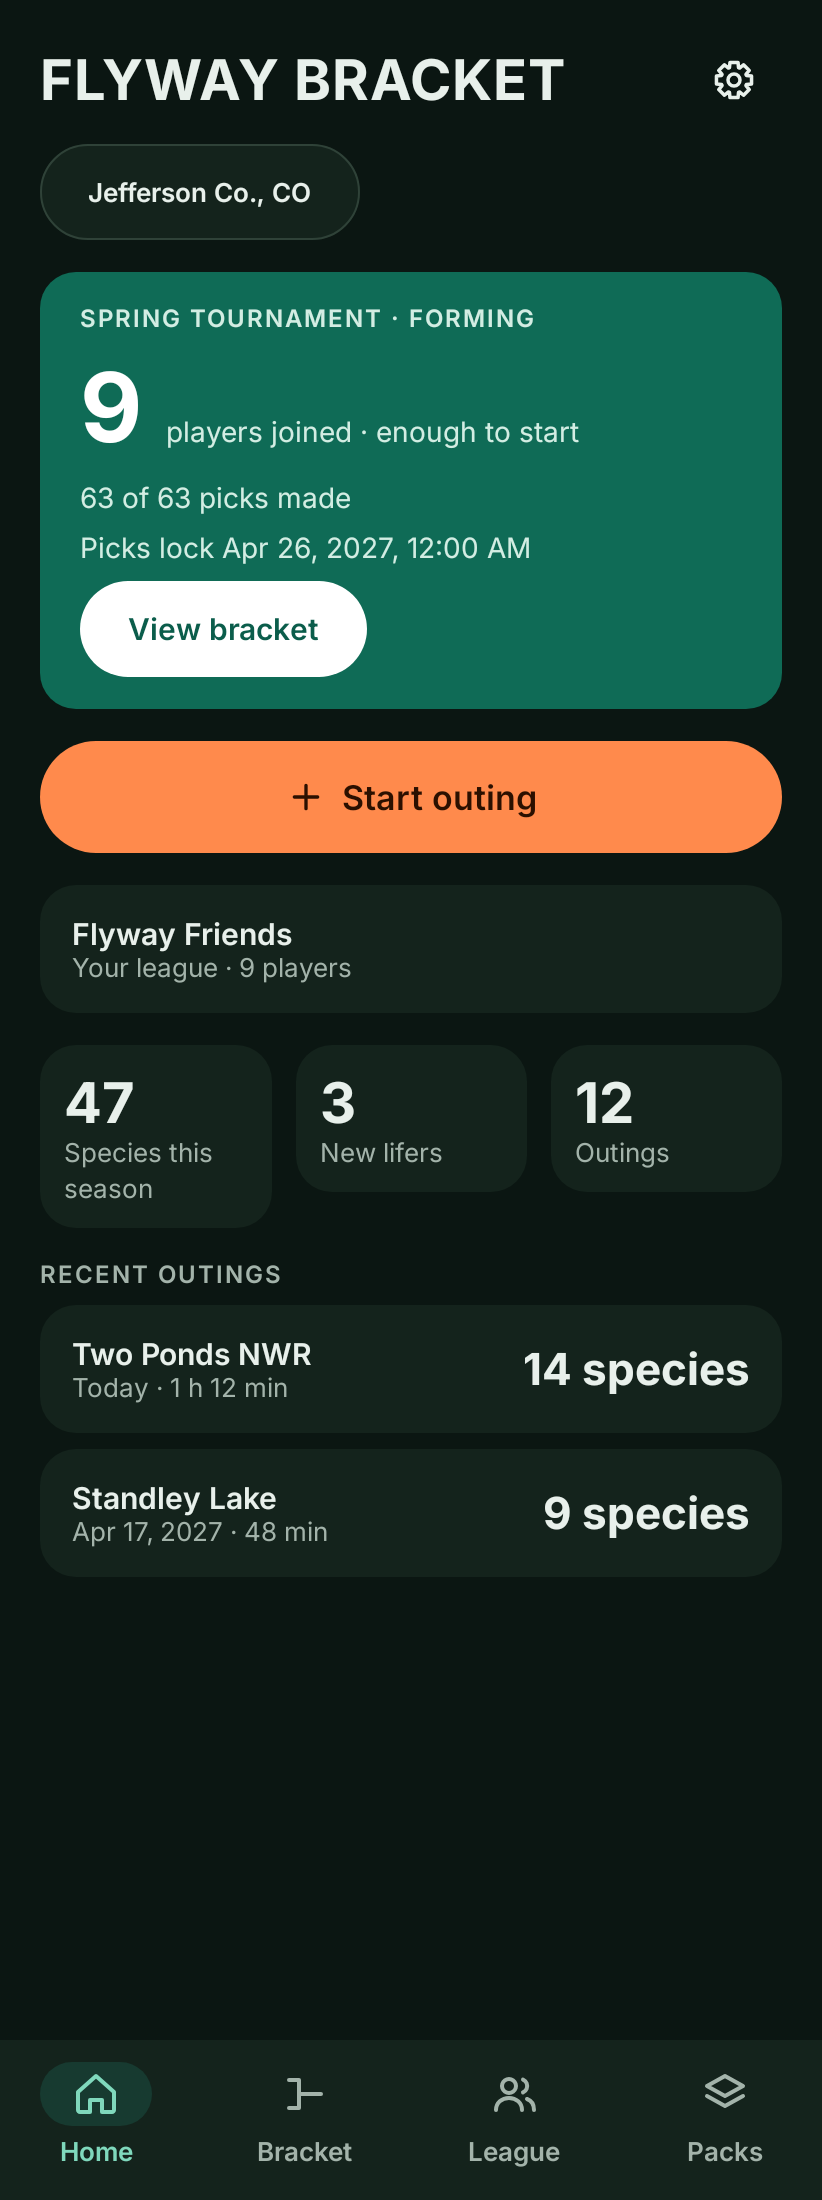 FLYWAY BRACKET
Jefferson Co., CO
SPRING TOURNAMENT · FORMING
9 players joined · enough to start
63 of 63 picks made
Picks lock Apr 26, 2027, 12:00 AM
View bracket
Start outing
Flyway Friends
Your league · 9 players
47
Species this
season
3
New lifers
12
Outings
RECENT OUTINGS
Two Ponds NWR
Today · 1 h 12 min
14 species
Standley Lake
Apr 17, 2027 · 48 min
9 species
Home
Bracket
League
Packs